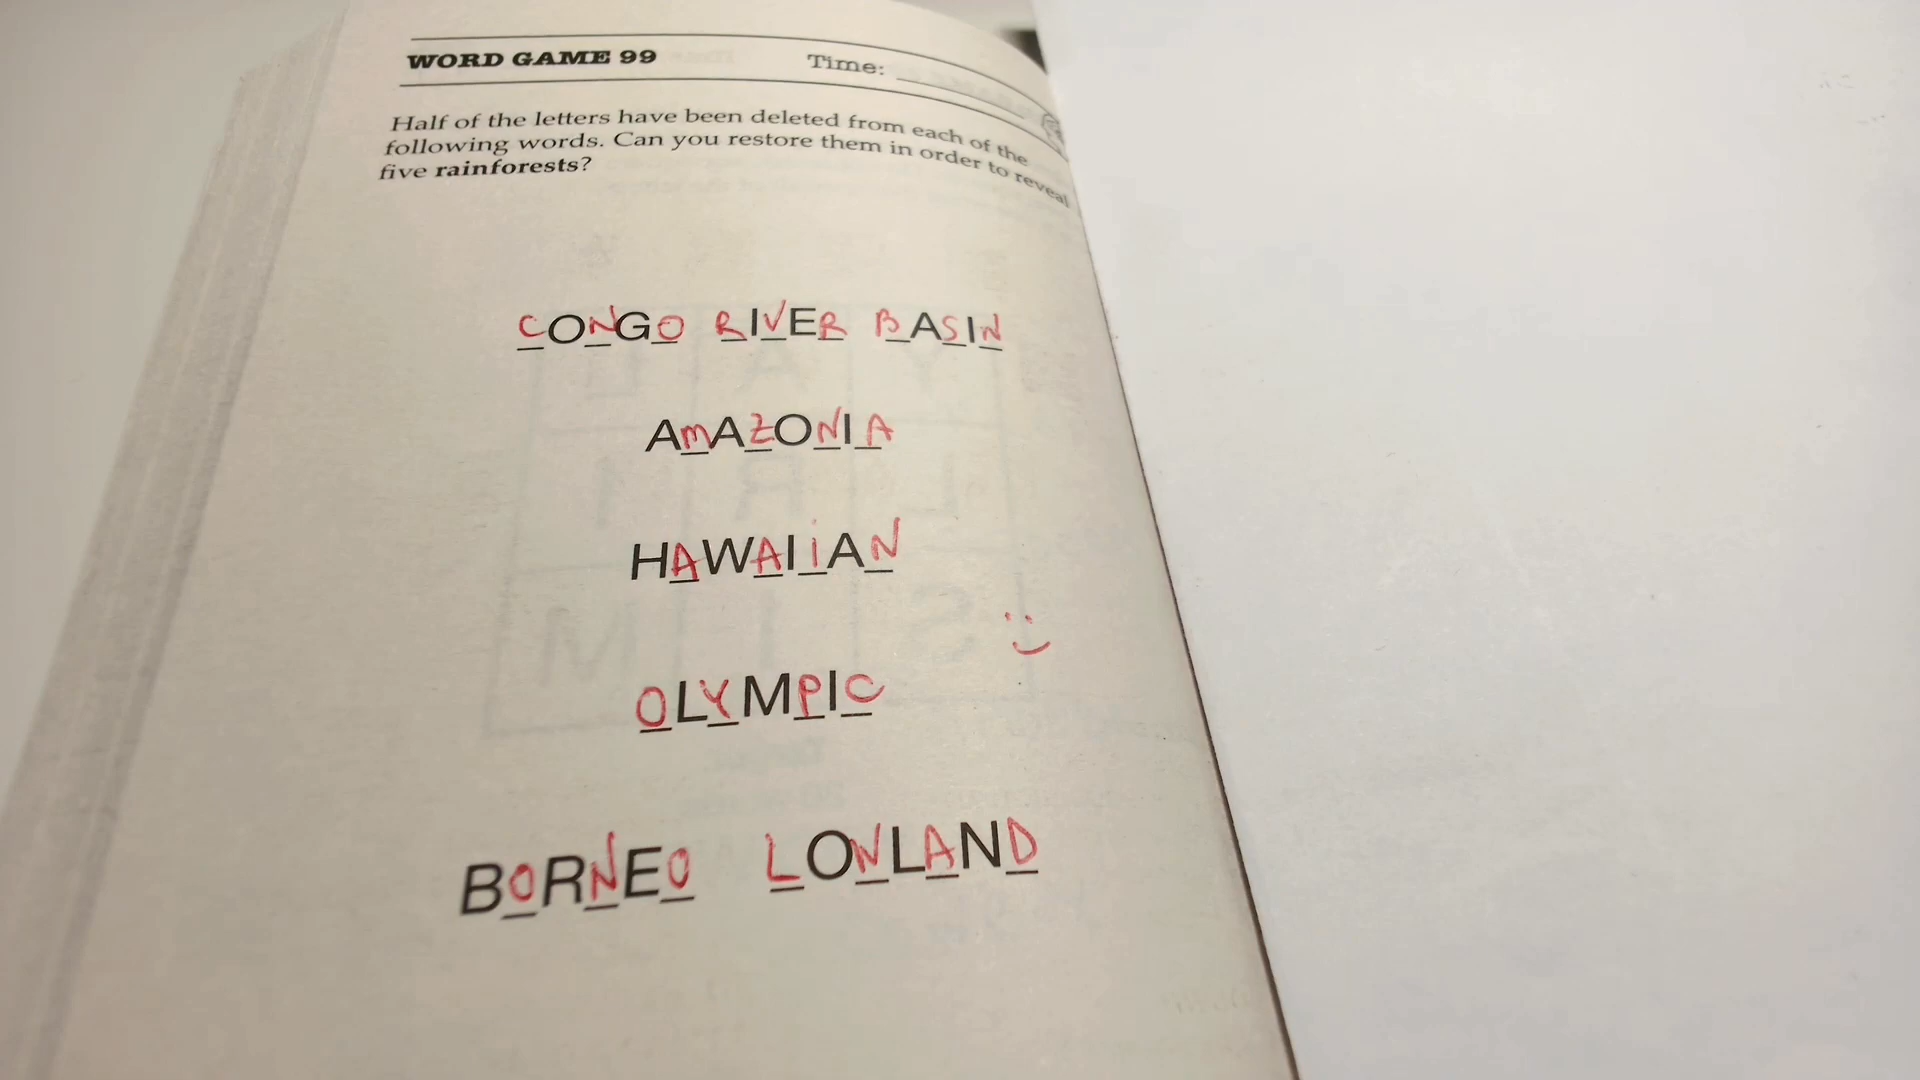 WORD GAME 99 Time:
Half of the letters have been deleted from each of the
following words. Can you restore them in order to reveal
five rainforests?
CONGO RIVER BASIN
AMAZONIA
HAWAIIAN
OLYMPIC
BORNEO LOWLAND